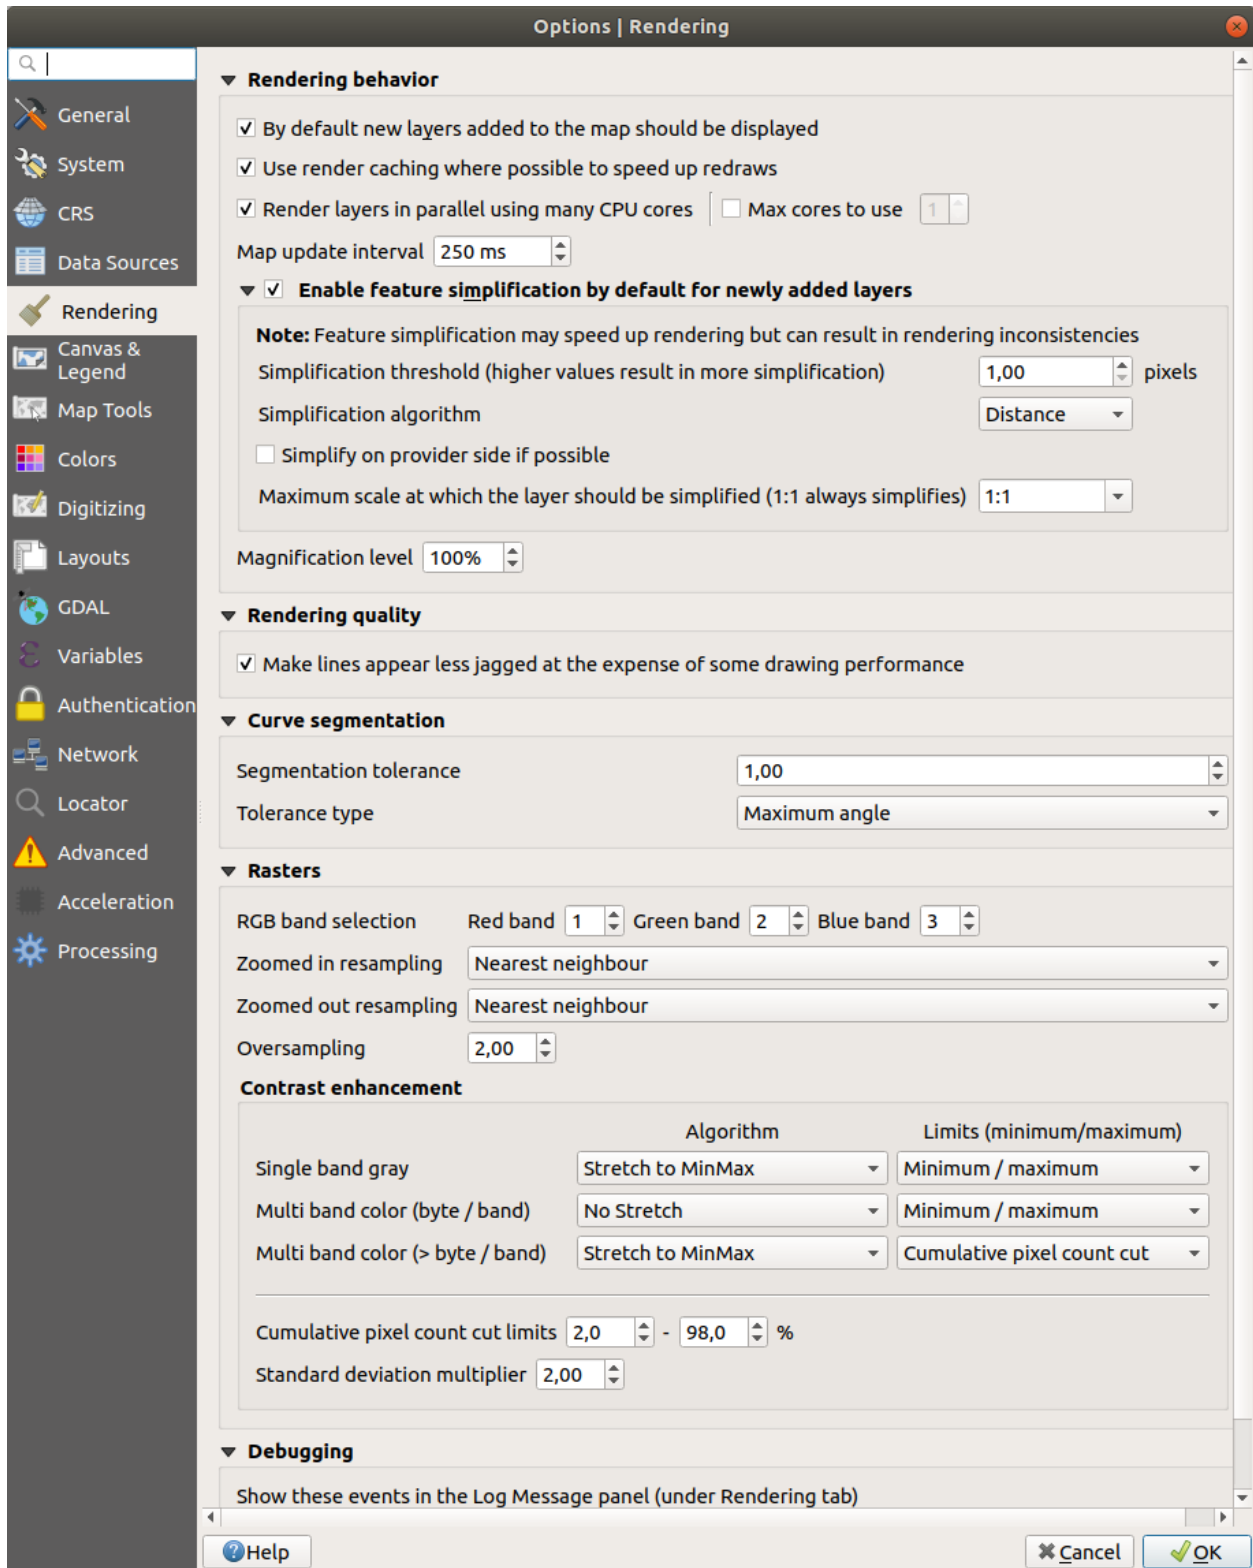 Options | Rendering
General
System
CRS
Data Sources
Rendering
Canvas &
Legend
Map Tools
Colors
Digitizing
Layouts
GDAL
Variables
Authentication
Network
Locator
Advanced
Acceleration
Processing
Rendering behavior
By default new layers added to the map should be displayed
Use render caching where possible to speed up redraws
Render layers in parallel using many CPU cores Max cores to use 1
Map update interval 250 ms
Enable feature simplification by default for newly added layers
Note: Feature simplification may speed up rendering but can result in rendering inconsistencies
Simplification threshold (higher values result in more simplification) 1,00 pixels
Simplification algorithm Distance
Simplify on provider side if possible
Maximum scale at which the layer should be simplified (1:1 always simplifies) 1:1
Magnification level 100%
Rendering quality
Make lines appear less jagged at the expense of some drawing performance
Curve segmentation
Segmentation tolerance 1,00
Tolerance type Maximum angle
Rasters
RGB band selection Red band 1 Green band 2 Blue band 3
Zoomed in resampling Nearest neighbour
Zoomed out resampling Nearest neighbour
Oversampling 2,00
Contrast enhancement
Algorithm Limits (minimum/maximum)
Single band gray Stretch to MinMax Minimum / maximum
Multi band color (byte / band) No Stretch Minimum / maximum
Multi band color (> byte / band) Stretch to MinMax Cumulative pixel count cut
Cumulative pixel count cut limits 2,0 - 98,0 %
Standard deviation multiplier 2,00
Debugging
Show these events in the Log Message panel (under Rendering tab)
Help Cancel OK